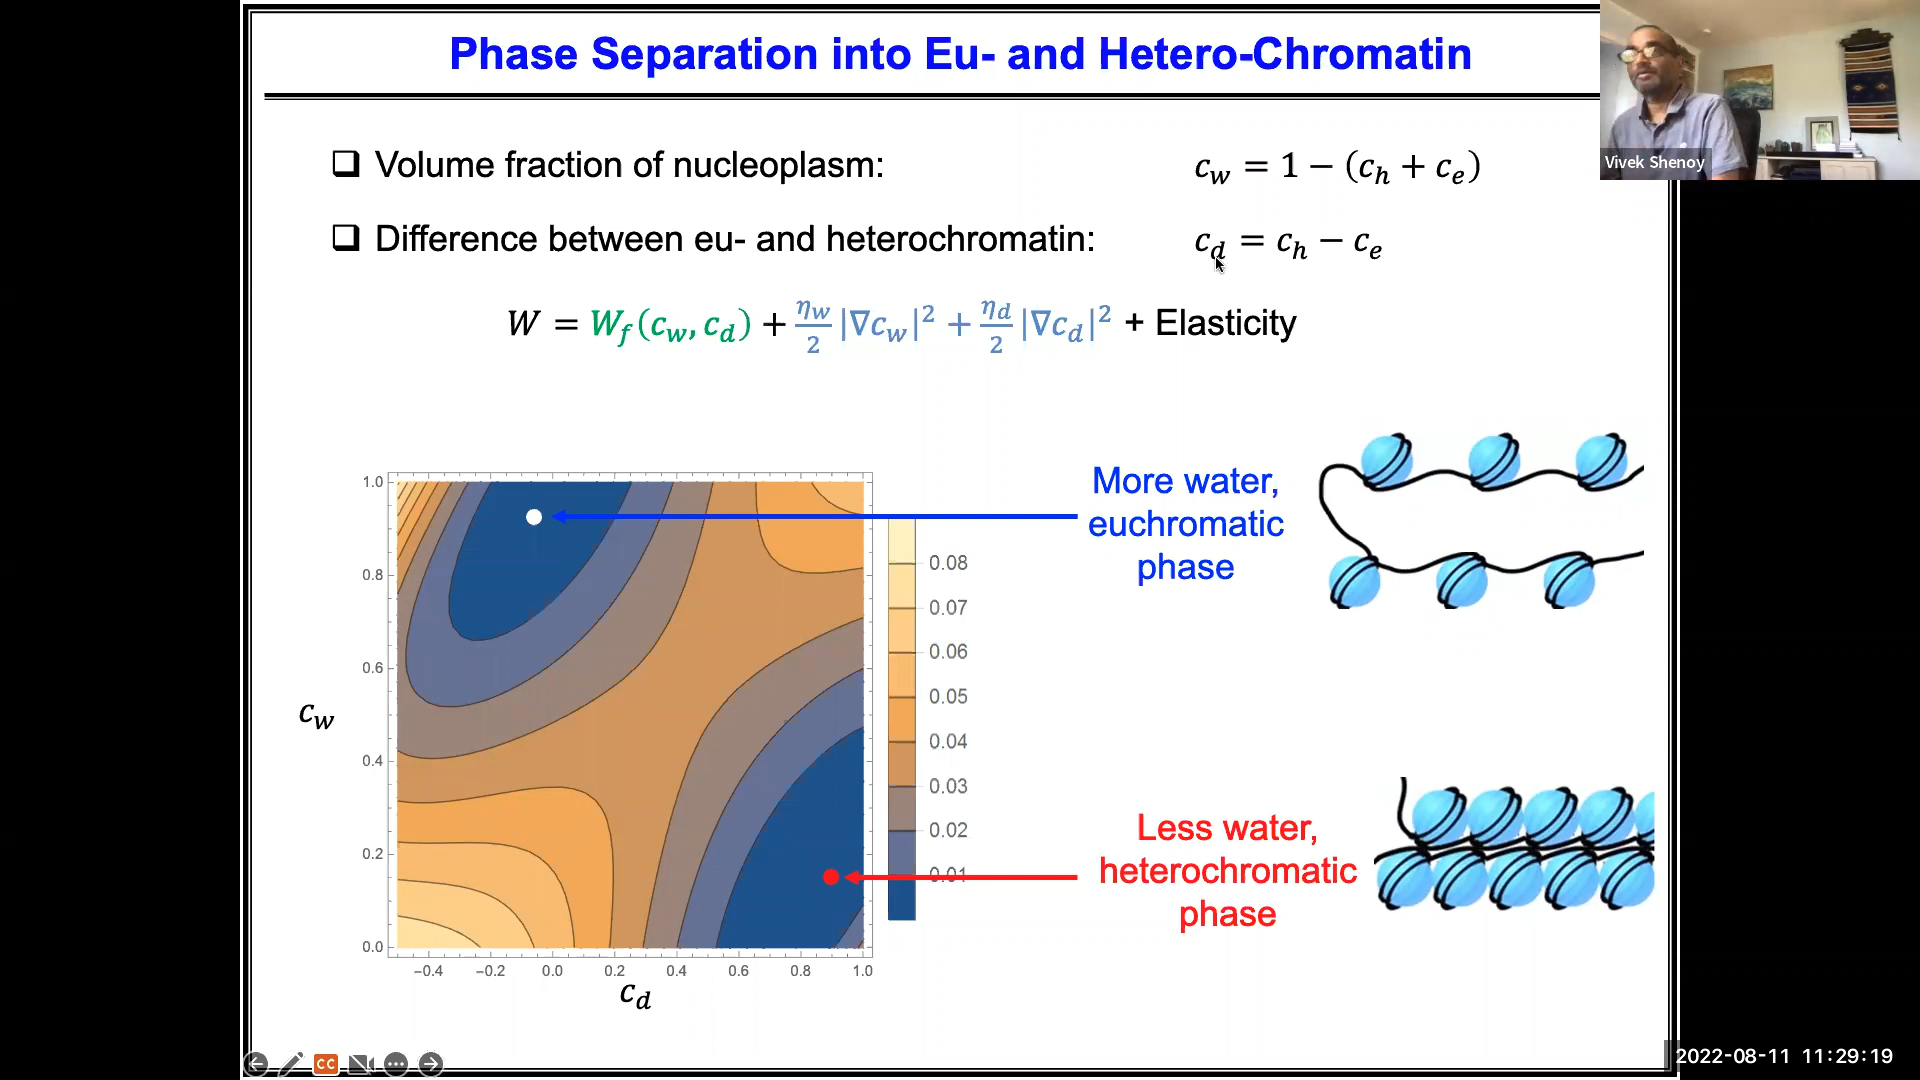 Phase Separation into Eu- and Hetero-Chromatin
Vivek Shenoy
❑ Volume fraction of nucleoplasm: c_w = 1 − (c_h + c_e)
❑ Difference between eu- and heterochromatin: c_d = c_h − c_e
W = W_f(c_w, c_d) + η_w/2 |∇c_w|² + η_d/2 |∇c_d|² + Elasticity
More water,
euchromatic
phase
Less water,
heterochromatic
phase
c_w
1.0
0.8
0.6
0.4
0.2
0.0
−0.4 −0.2 0.0 0.2 0.4 0.6 0.8 1.0
c_d
0.08
0.07
0.06
0.05
0.04
0.03
0.02
0.01
CC
2022-08-11 11:29:19